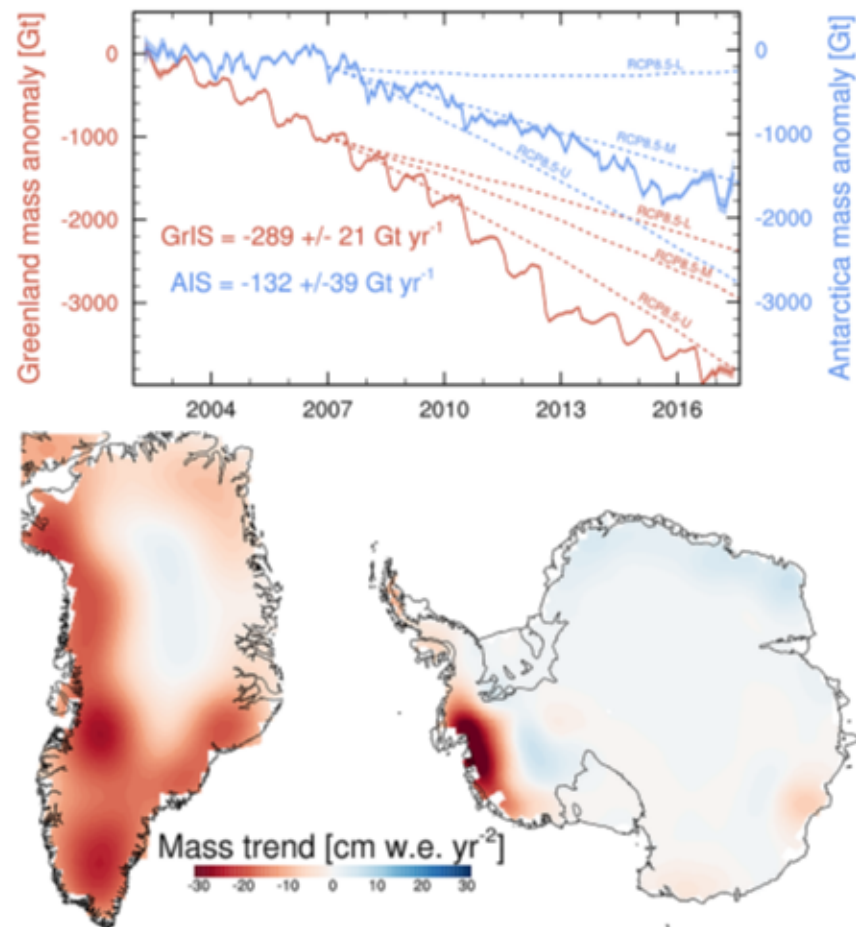 Greenland mass anomaly [Gt]
0
-1000
-2000
-3000
Antarctica mass anomaly [Gt]
0
-1000
-2000
-3000
RCP8.5-L
RCP8.5-M
RCP8.5-U
RCP8.5-L
RCP8.5-M
RCP8.5-U
GrIS = -289 +/- 21 Gt yr⁻¹
AIS = -132 +/-39 Gt yr⁻¹
2004 2007 2010 2013 2016
Mass trend [cm w.e. yr⁻²]
-30 -20 -10 0 10 20 30